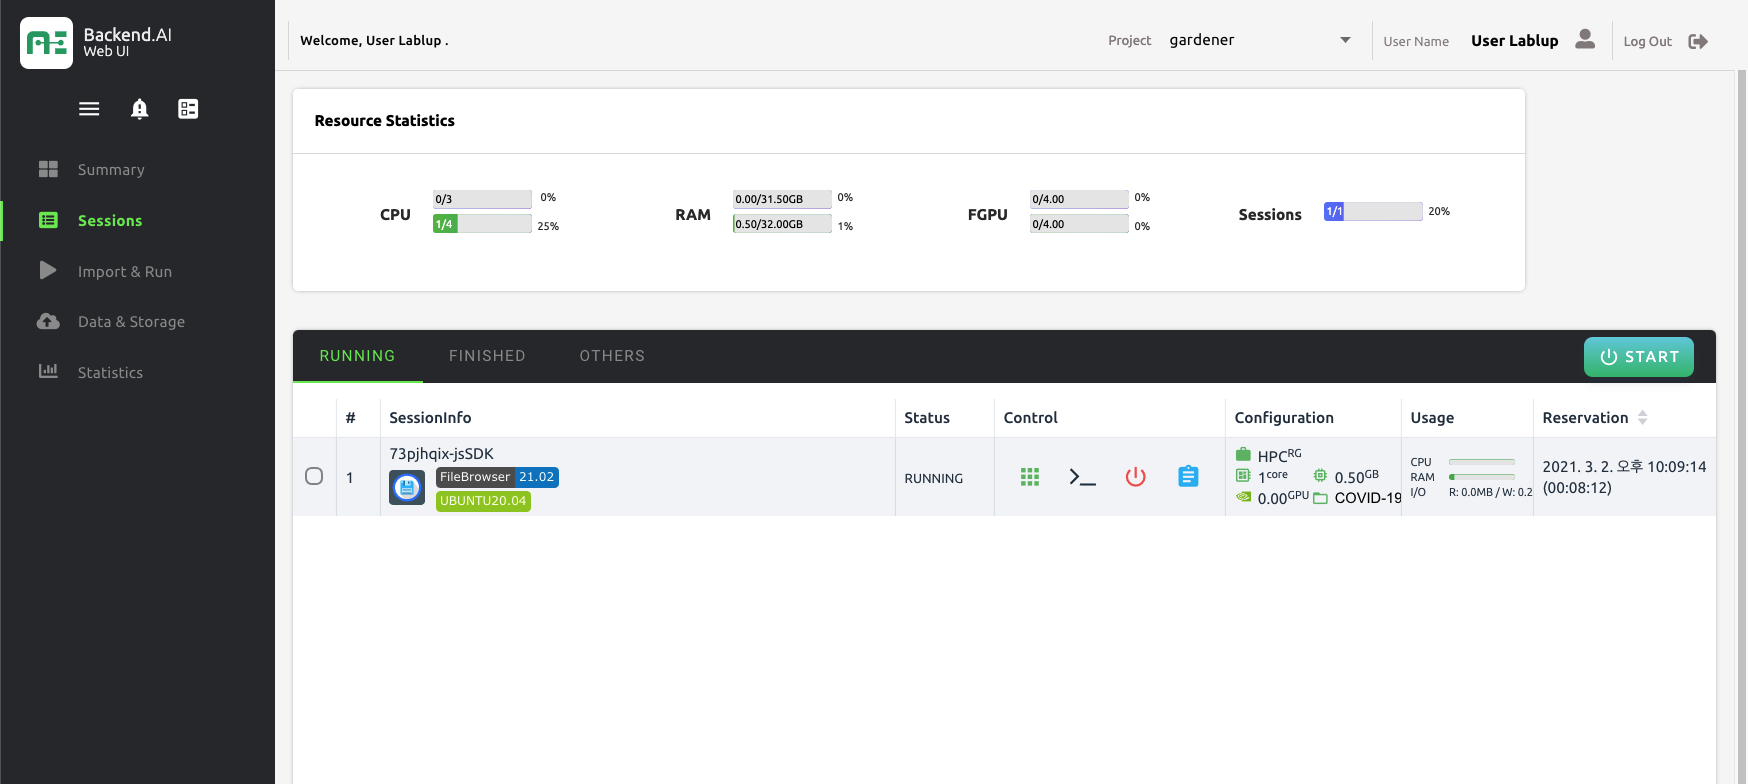 Backend.AI
Web UI
Welcome, User Lablup .
Project gardener
User Name User Lablup
Log Out
Summary
Sessions
Import & Run
Data & Storage
Statistics
Resource Statistics
CPU
0/3 0%
1/4 25%
RAM
0.00/31.50GB 0%
0.50/32.00GB 1%
FGPU
0/4.00 0%
0/4.00 0%
Sessions
1/1 20%
RUNNING FINISHED OTHERS
START
# SessionInfo Status Control Configuration Usage Reservation
1
73pjhqix-jsSDK
FileBrowser 21.02
UBUNTU20.04
RUNNING
HPC RG
1 core 0.50 GB
0.00 GPU COVID-19
CPU
RAM
I/O R: 0.0MB / W: 0.2
2021. 3. 2. 오후 10:09:14
(00:08:12)